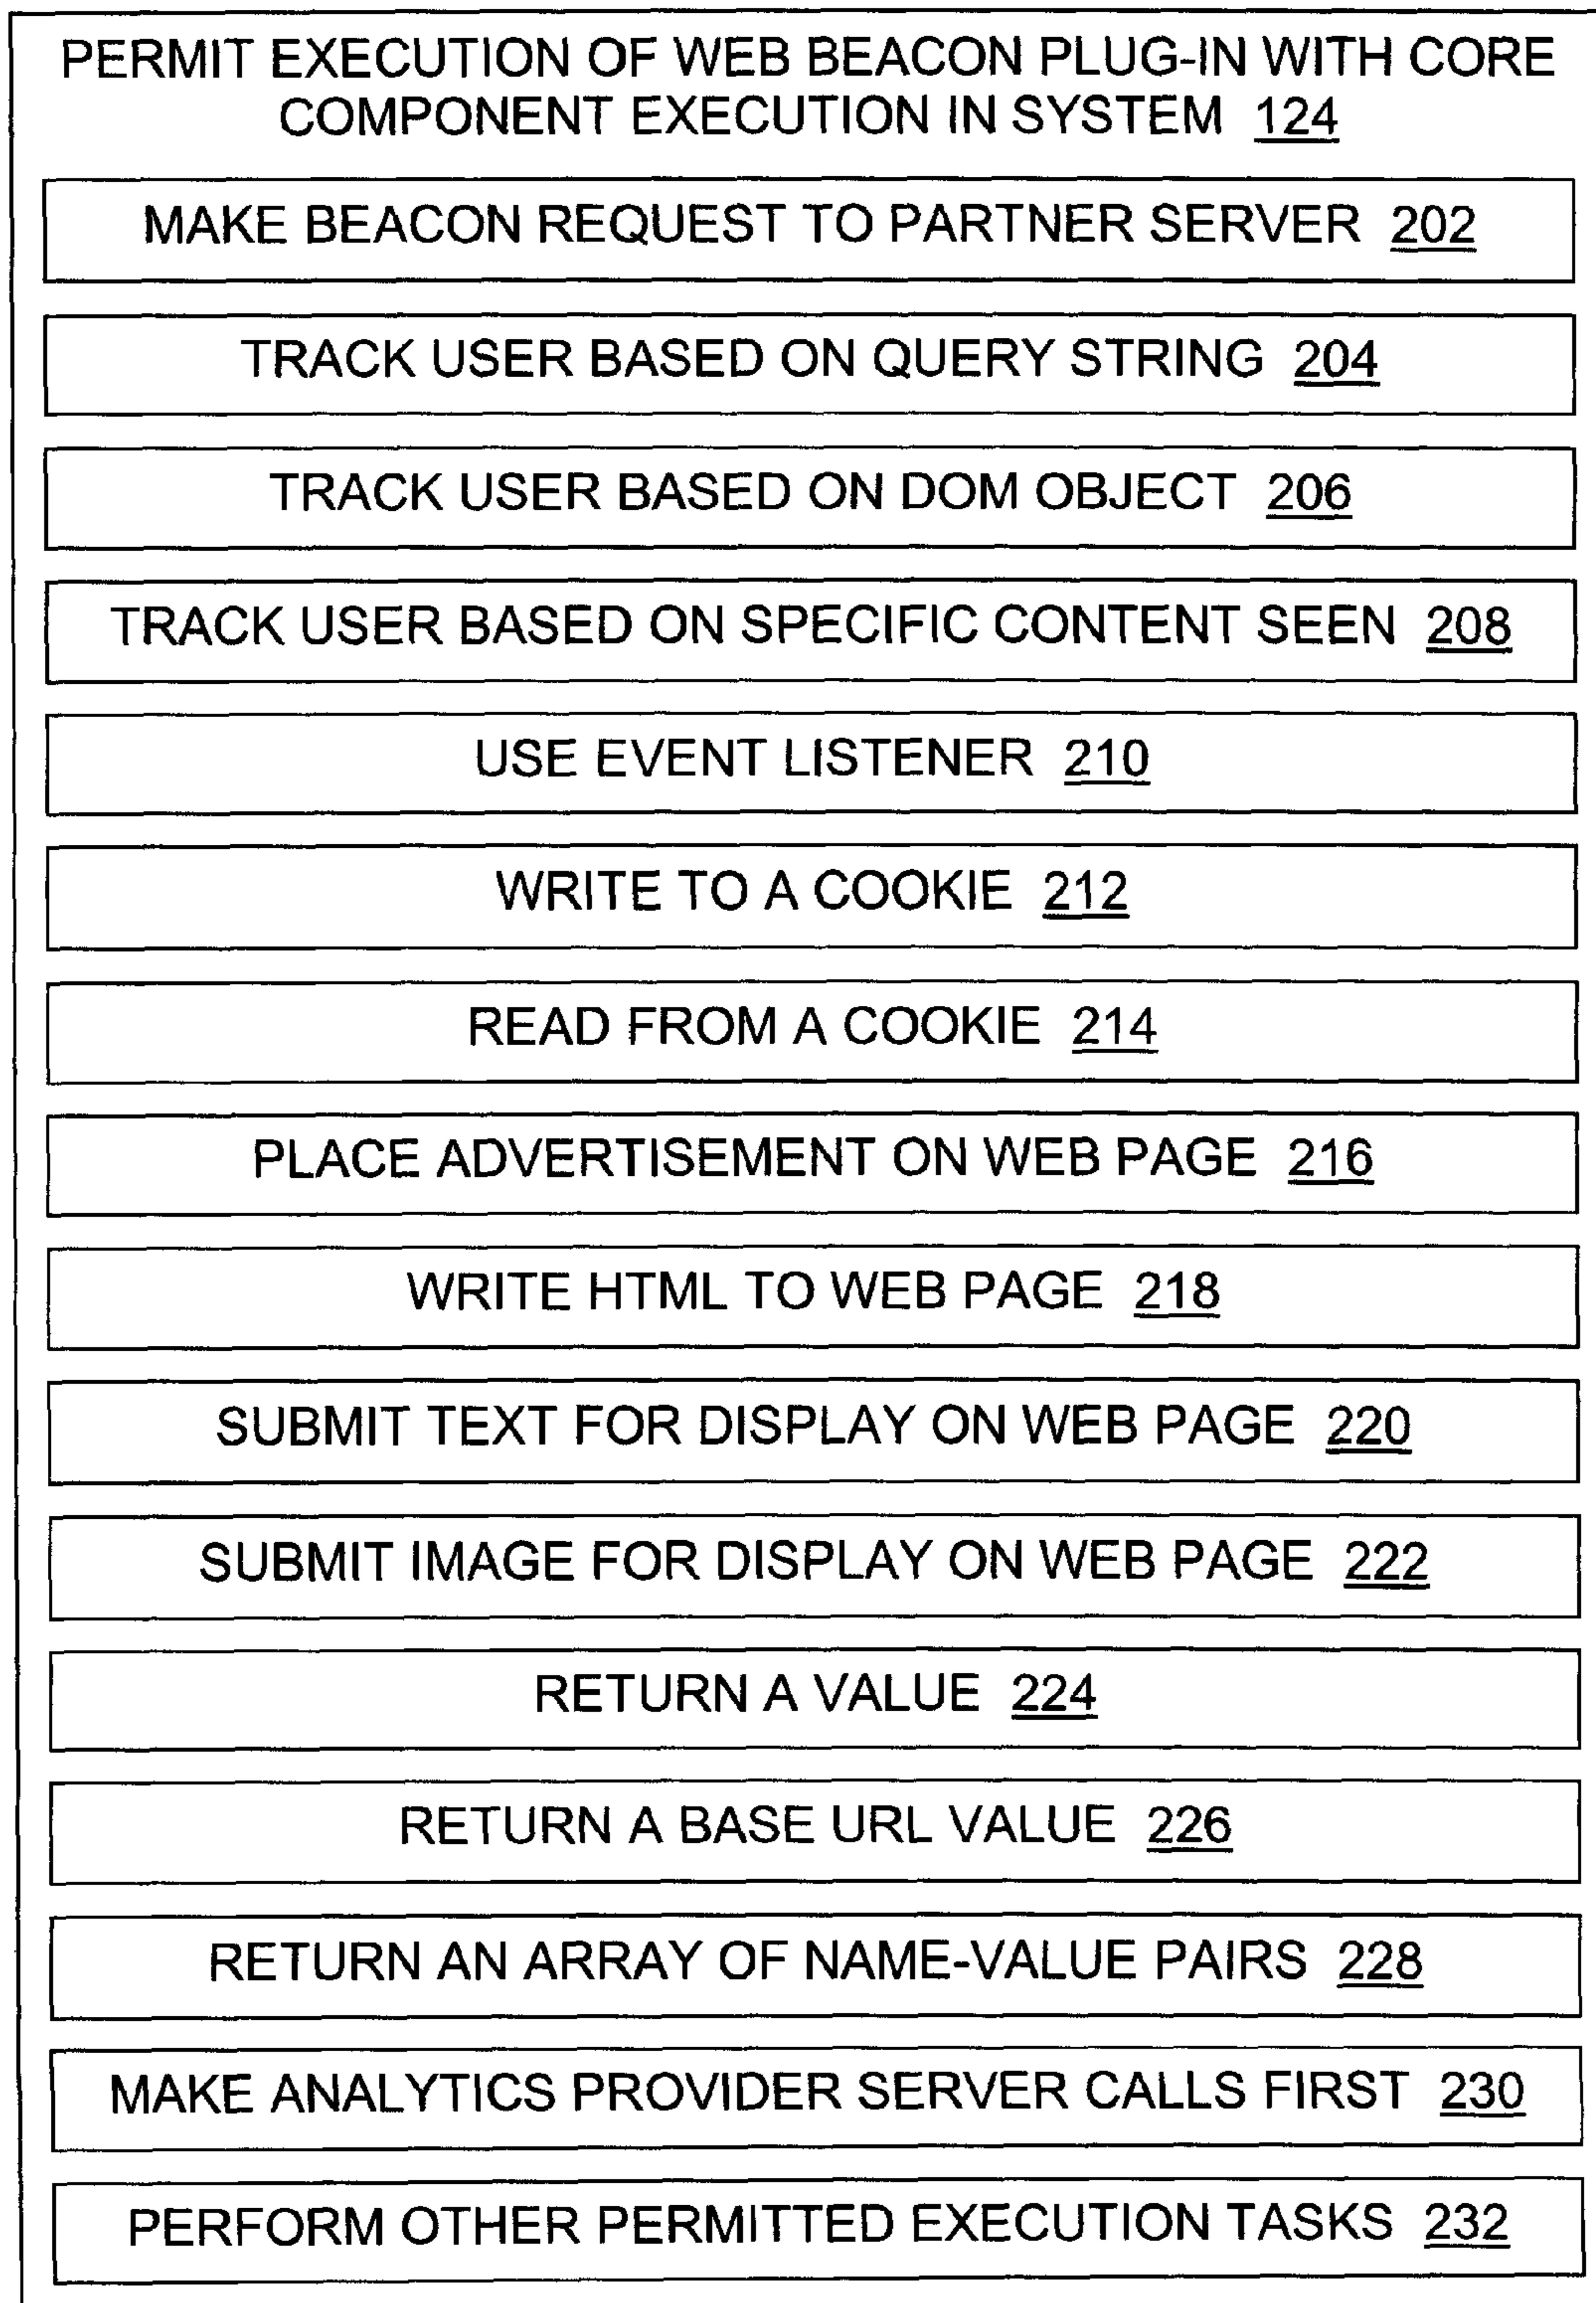 PERMIT EXECUTION OF WEB BEACON PLUG-IN WITH CORE
COMPONENT EXECUTION IN SYSTEM 124
MAKE BEACON REQUEST TO PARTNER SERVER 202
TRACK USER BASED ON QUERY STRING 204
TRACK USER BASED ON DOM OBJECT 206
TRACK USER BASED ON SPECIFIC CONTENT SEEN 208
USE EVENT LISTENER 210
WRITE TO A COOKIE 212
READ FROM A COOKIE 214
PLACE ADVERTISEMENT ON WEB PAGE 216
WRITE HTML TO WEB PAGE 218
SUBMIT TEXT FOR DISPLAY ON WEB PAGE 220
SUBMIT IMAGE FOR DISPLAY ON WEB PAGE 222
RETURN A VALUE 224
RETURN A BASE URL VALUE 226
RETURN AN ARRAY OF NAME-VALUE PAIRS 228
MAKE ANALYTICS PROVIDER SERVER CALLS FIRST 230
PERFORM OTHER PERMITTED EXECUTION TASKS 232